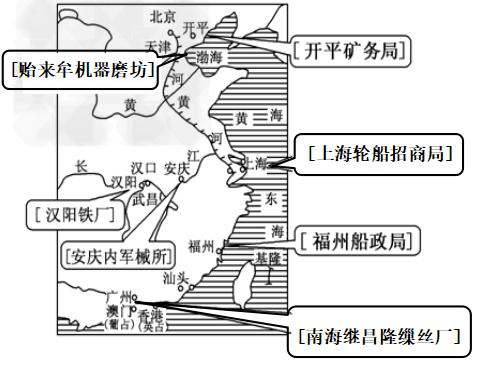 北京
开平
[ 开平矿务局]
天津
渤海
[贻来牟机器磨坊]
河
黄
黄
黄
海
河
江
上海
[上海轮船招商局]
长
汉口
安庆
汉阳
武昌
东
海
[ 汉阳铁厂]
[安庆内军械所]
福州
[ 福州船政局]
基隆
汕头
广州
澳门
香港
(葡占)
(英占)
[南海继昌隆缫丝厂]